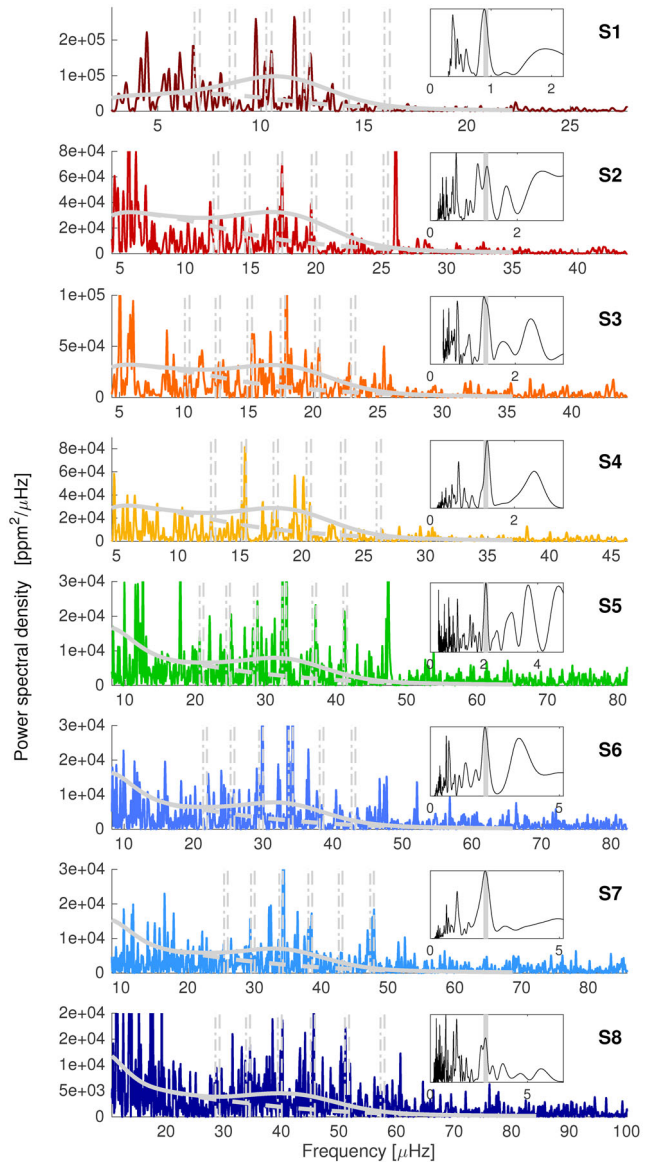 S1
2e+05
1e+05
0
5 10 15 20 25
0 1 2
S2
8e+04
6e+04
4e+04
2e+04
0
5 10 15 20 25 30 35 40
0 2
S3
1e+05
5e+04
0
5 10 15 20 25 30 35 40
0 2
S4
8e+04
6e+04
4e+04
2e+04
0
5 10 15 20 25 30 35 40 45
0 2
Power spectral density [ppm²/μHz]
S5
3e+04
2e+04
1e+04
0
10 20 30 40 50 60 70 80
0 2 4
S6
3e+04
2e+04
1e+04
0
10 20 30 40 50 60 70 80
0 5
S7
3e+04
2e+04
1e+04
0
10 20 30 40 50 60 70 80
0 5
S8
2e+04
2e+04
1e+04
5e+03
0
20 30 40 50 60 70 80 90 100
0 5
Frequency [μHz]